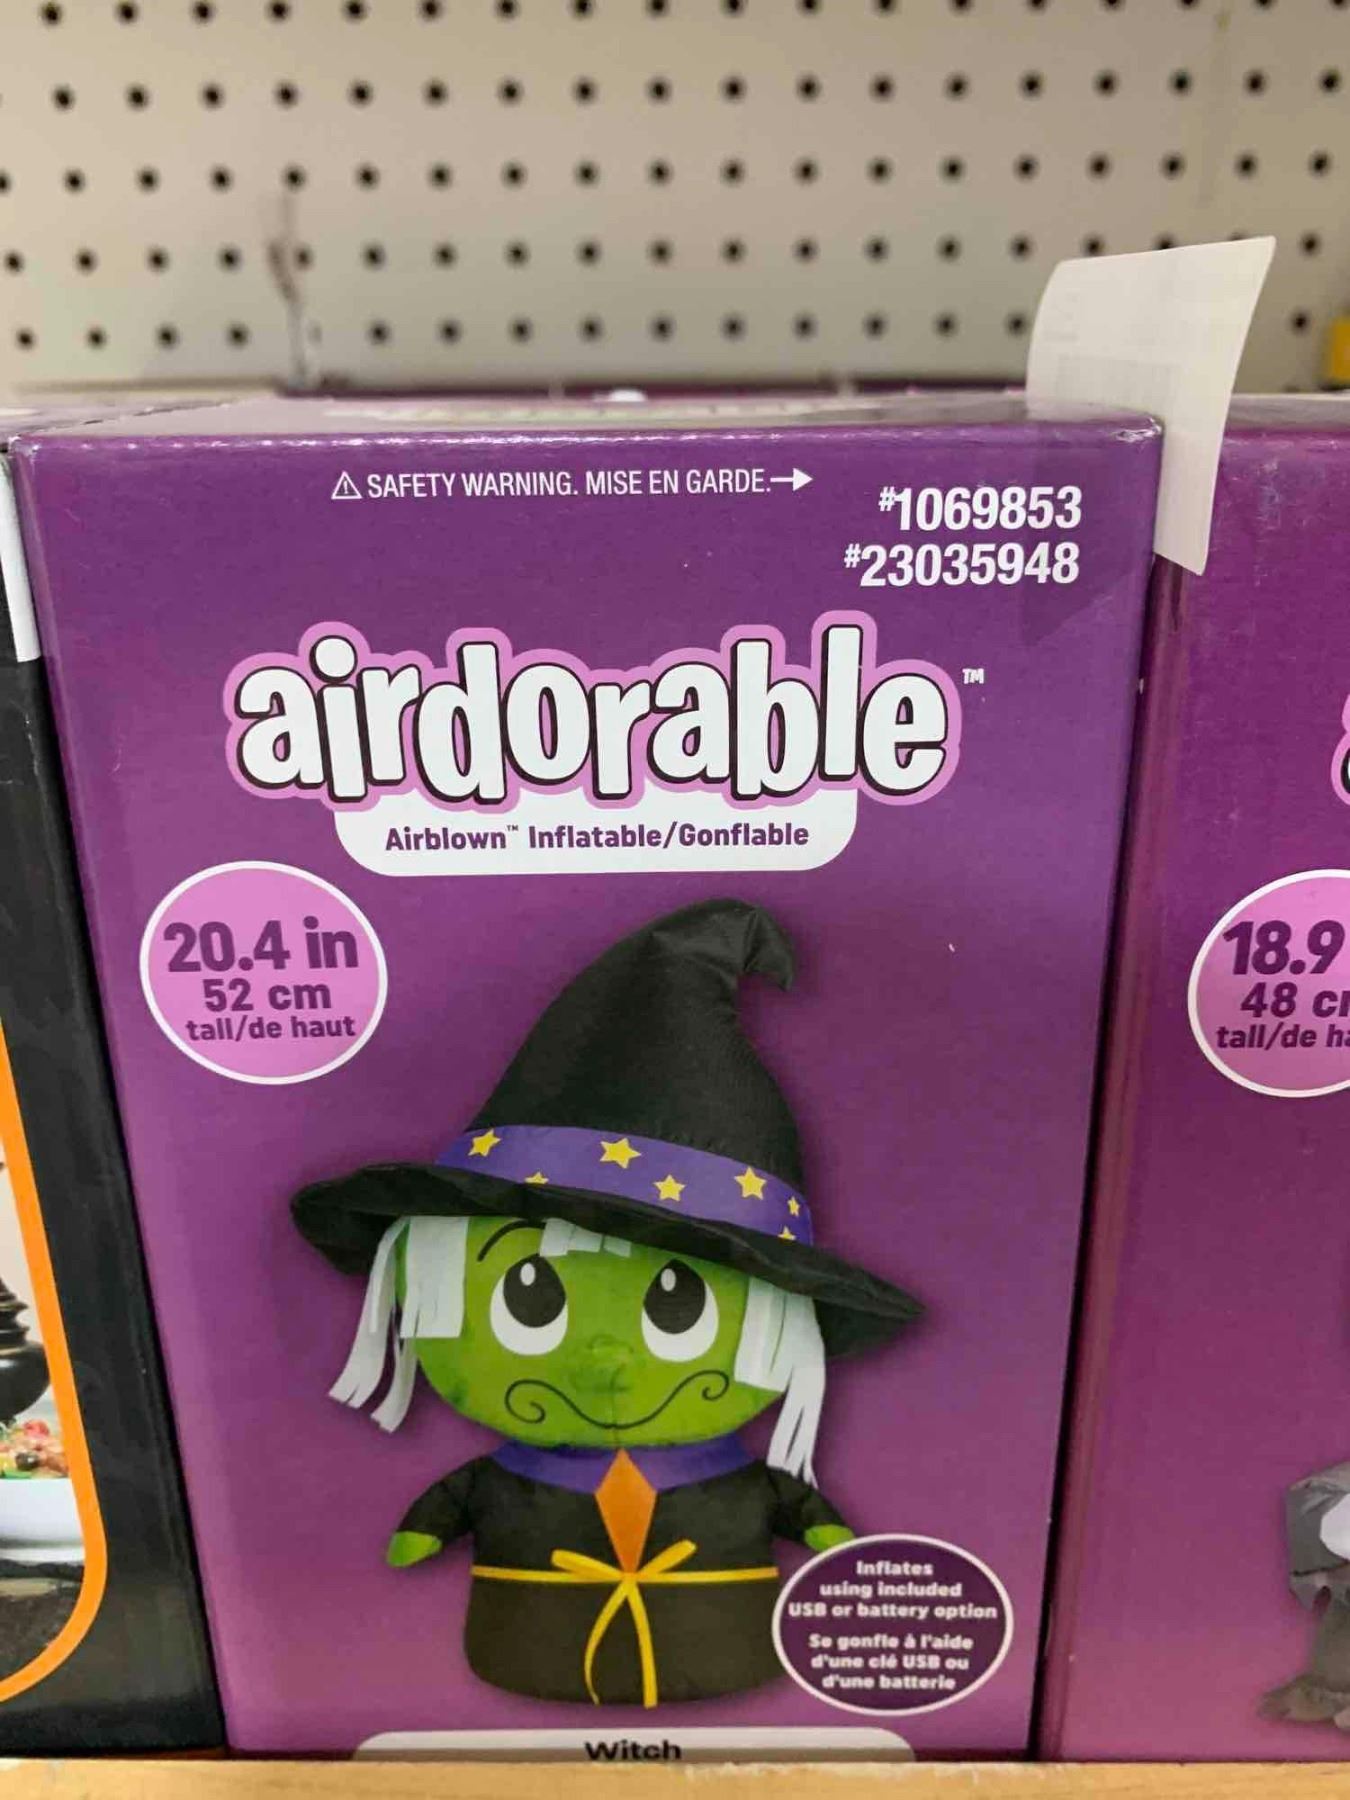 ⚠ SAFETY WARNING. MISE EN GARDE.→
#1069853
#23035948
airdorable™
Airblown™ Inflatable/Gonflable
20.4 in
52 cm
tall/de haut
18.9
48
tall/de
Inflates
using included
USB or battery option
Se gonfle à l'aide
d'une clé USB ou
d'une batterie
Witch